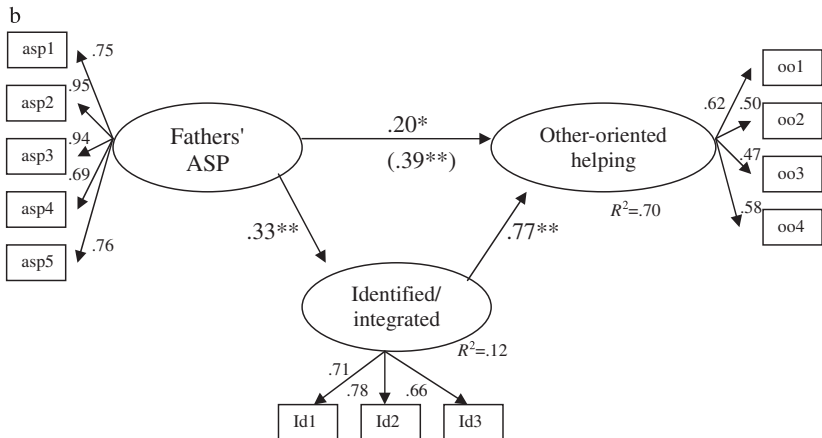 b
asp1
.75
asp2
.95
asp3
.94
asp4
.69
asp5
.76
Fathers'
ASP
.20*
(.39**)
Other-oriented
helping
R²=.70
oo1
.62
oo2
.50
oo3
.47
oo4
.58
.33**
.77**
Identified/
integrated
R²=.12
.71
.78
.66
Id1
Id2
Id3